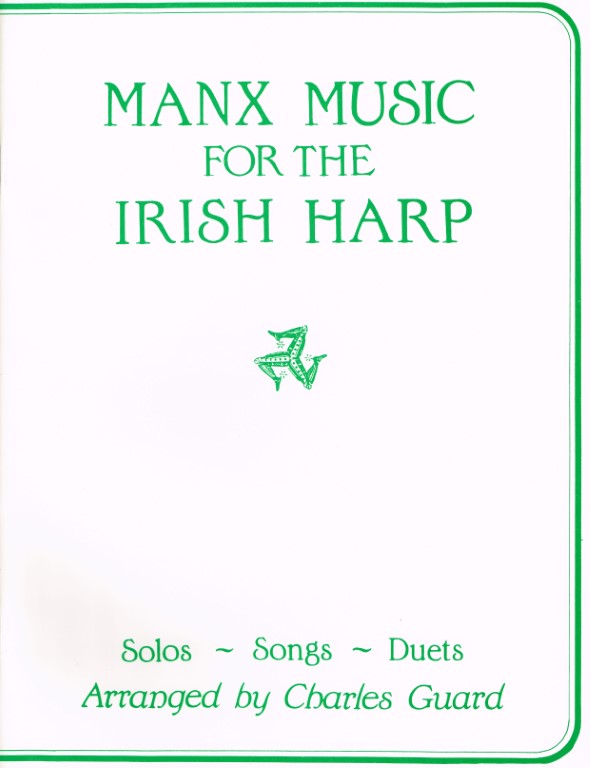 MANX MUSIC
FOR THE
IRISH HARP
Solos ~ Songs ~ Duets
Arranged by Charles Guard